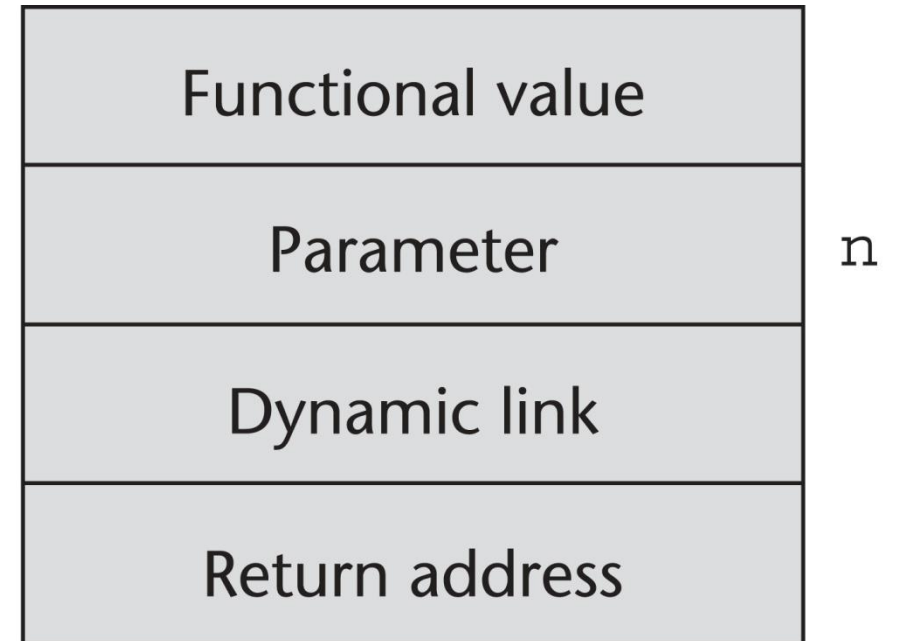 Functional value
Parameter
n
Dynamic link
Return address